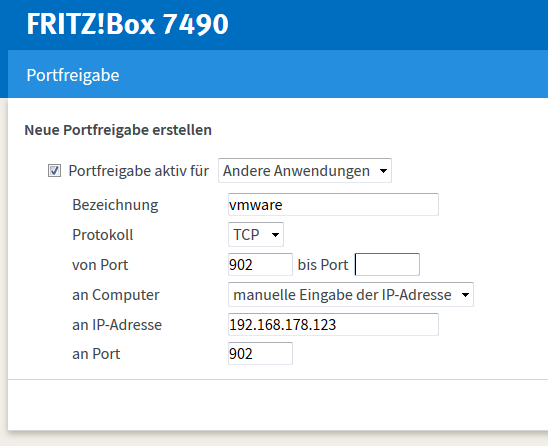 FRITZ!Box 7490
Portfreigabe
Neue Portfreigabe erstellen
Portfreigabe aktiv für Andere Anwendungen
Bezeichnung vmware
Protokoll TCP
von Port 902 bis Port
an Computer manuelle Eingabe der IP-Adresse
an IP-Adresse 192.168.178.123
an Port 902